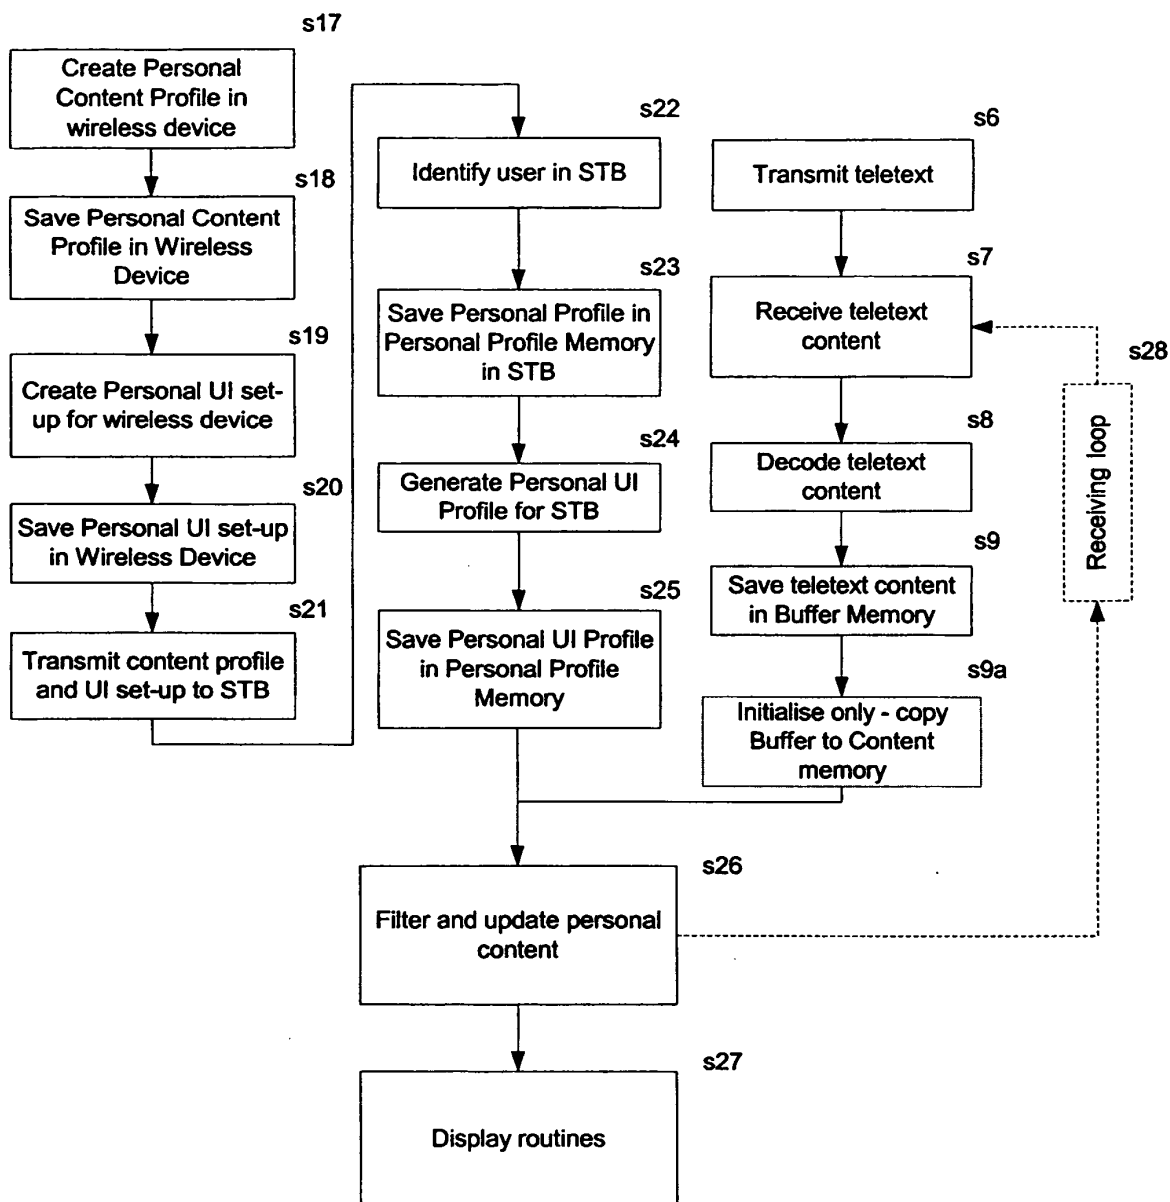 s17
Create Personal
Content Profile in
wireless device
s18
Save Personal Content
Profile in Wireless
Device
s19
Create Personal UI set-
up for wireless device
s20
Save Personal UI set-up
in Wireless Device
s21
Transmit content profile
and UI set-up to STB
s22
Identify user in STB
s23
Save Personal Profile in
Personal Profile Memory
in STB
s24
Generate Personal UI
Profile for STB
s25
Save Personal UI Profile
in Personal Profile
Memory
s6
Transmit teletext
s7
Receive teletext
content
s8
Decode teletext
content
s9
Save teletext content
in Buffer Memory
s9a
Initialise only - copy
Buffer to Content
memory
s28
Receiving loop
s26
Filter and update personal
content
s27
Display routines